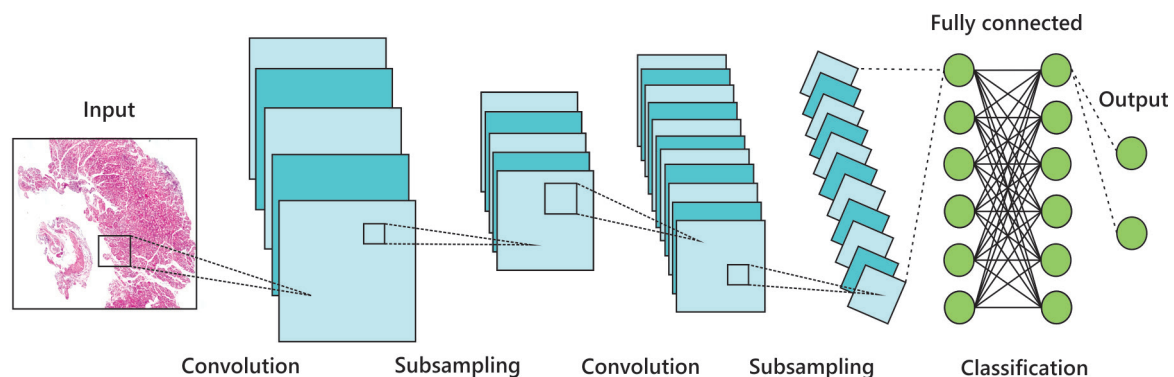 Fully connected
Input
Output
Convolution
Subsampling
Convolution
Subsampling
Classification